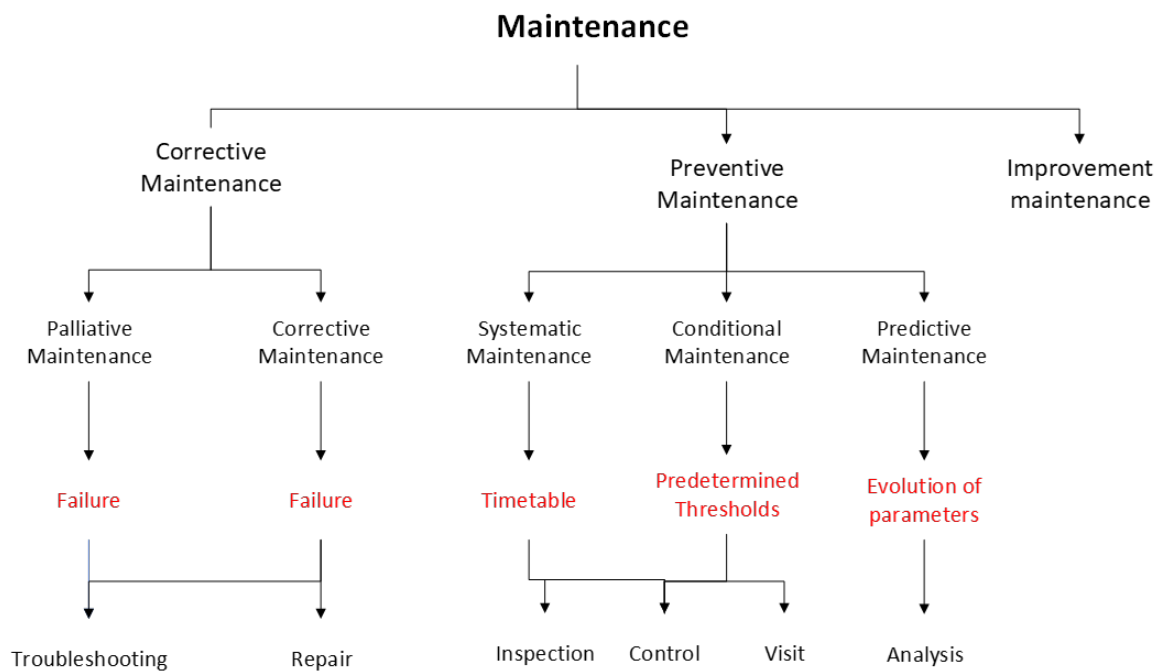 Maintenance
Corrective
Maintenance
Preventive
Maintenance
Improvement
maintenance
Palliative
Maintenance
Corrective
Maintenance
Systematic
Maintenance
Conditional
Maintenance
Predictive
Maintenance
Failure
Failure
Timetable
Predetermined
Thresholds
Evolution of
parameters
Troubleshooting
Repair
Inspection
Control
Visit
Analysis